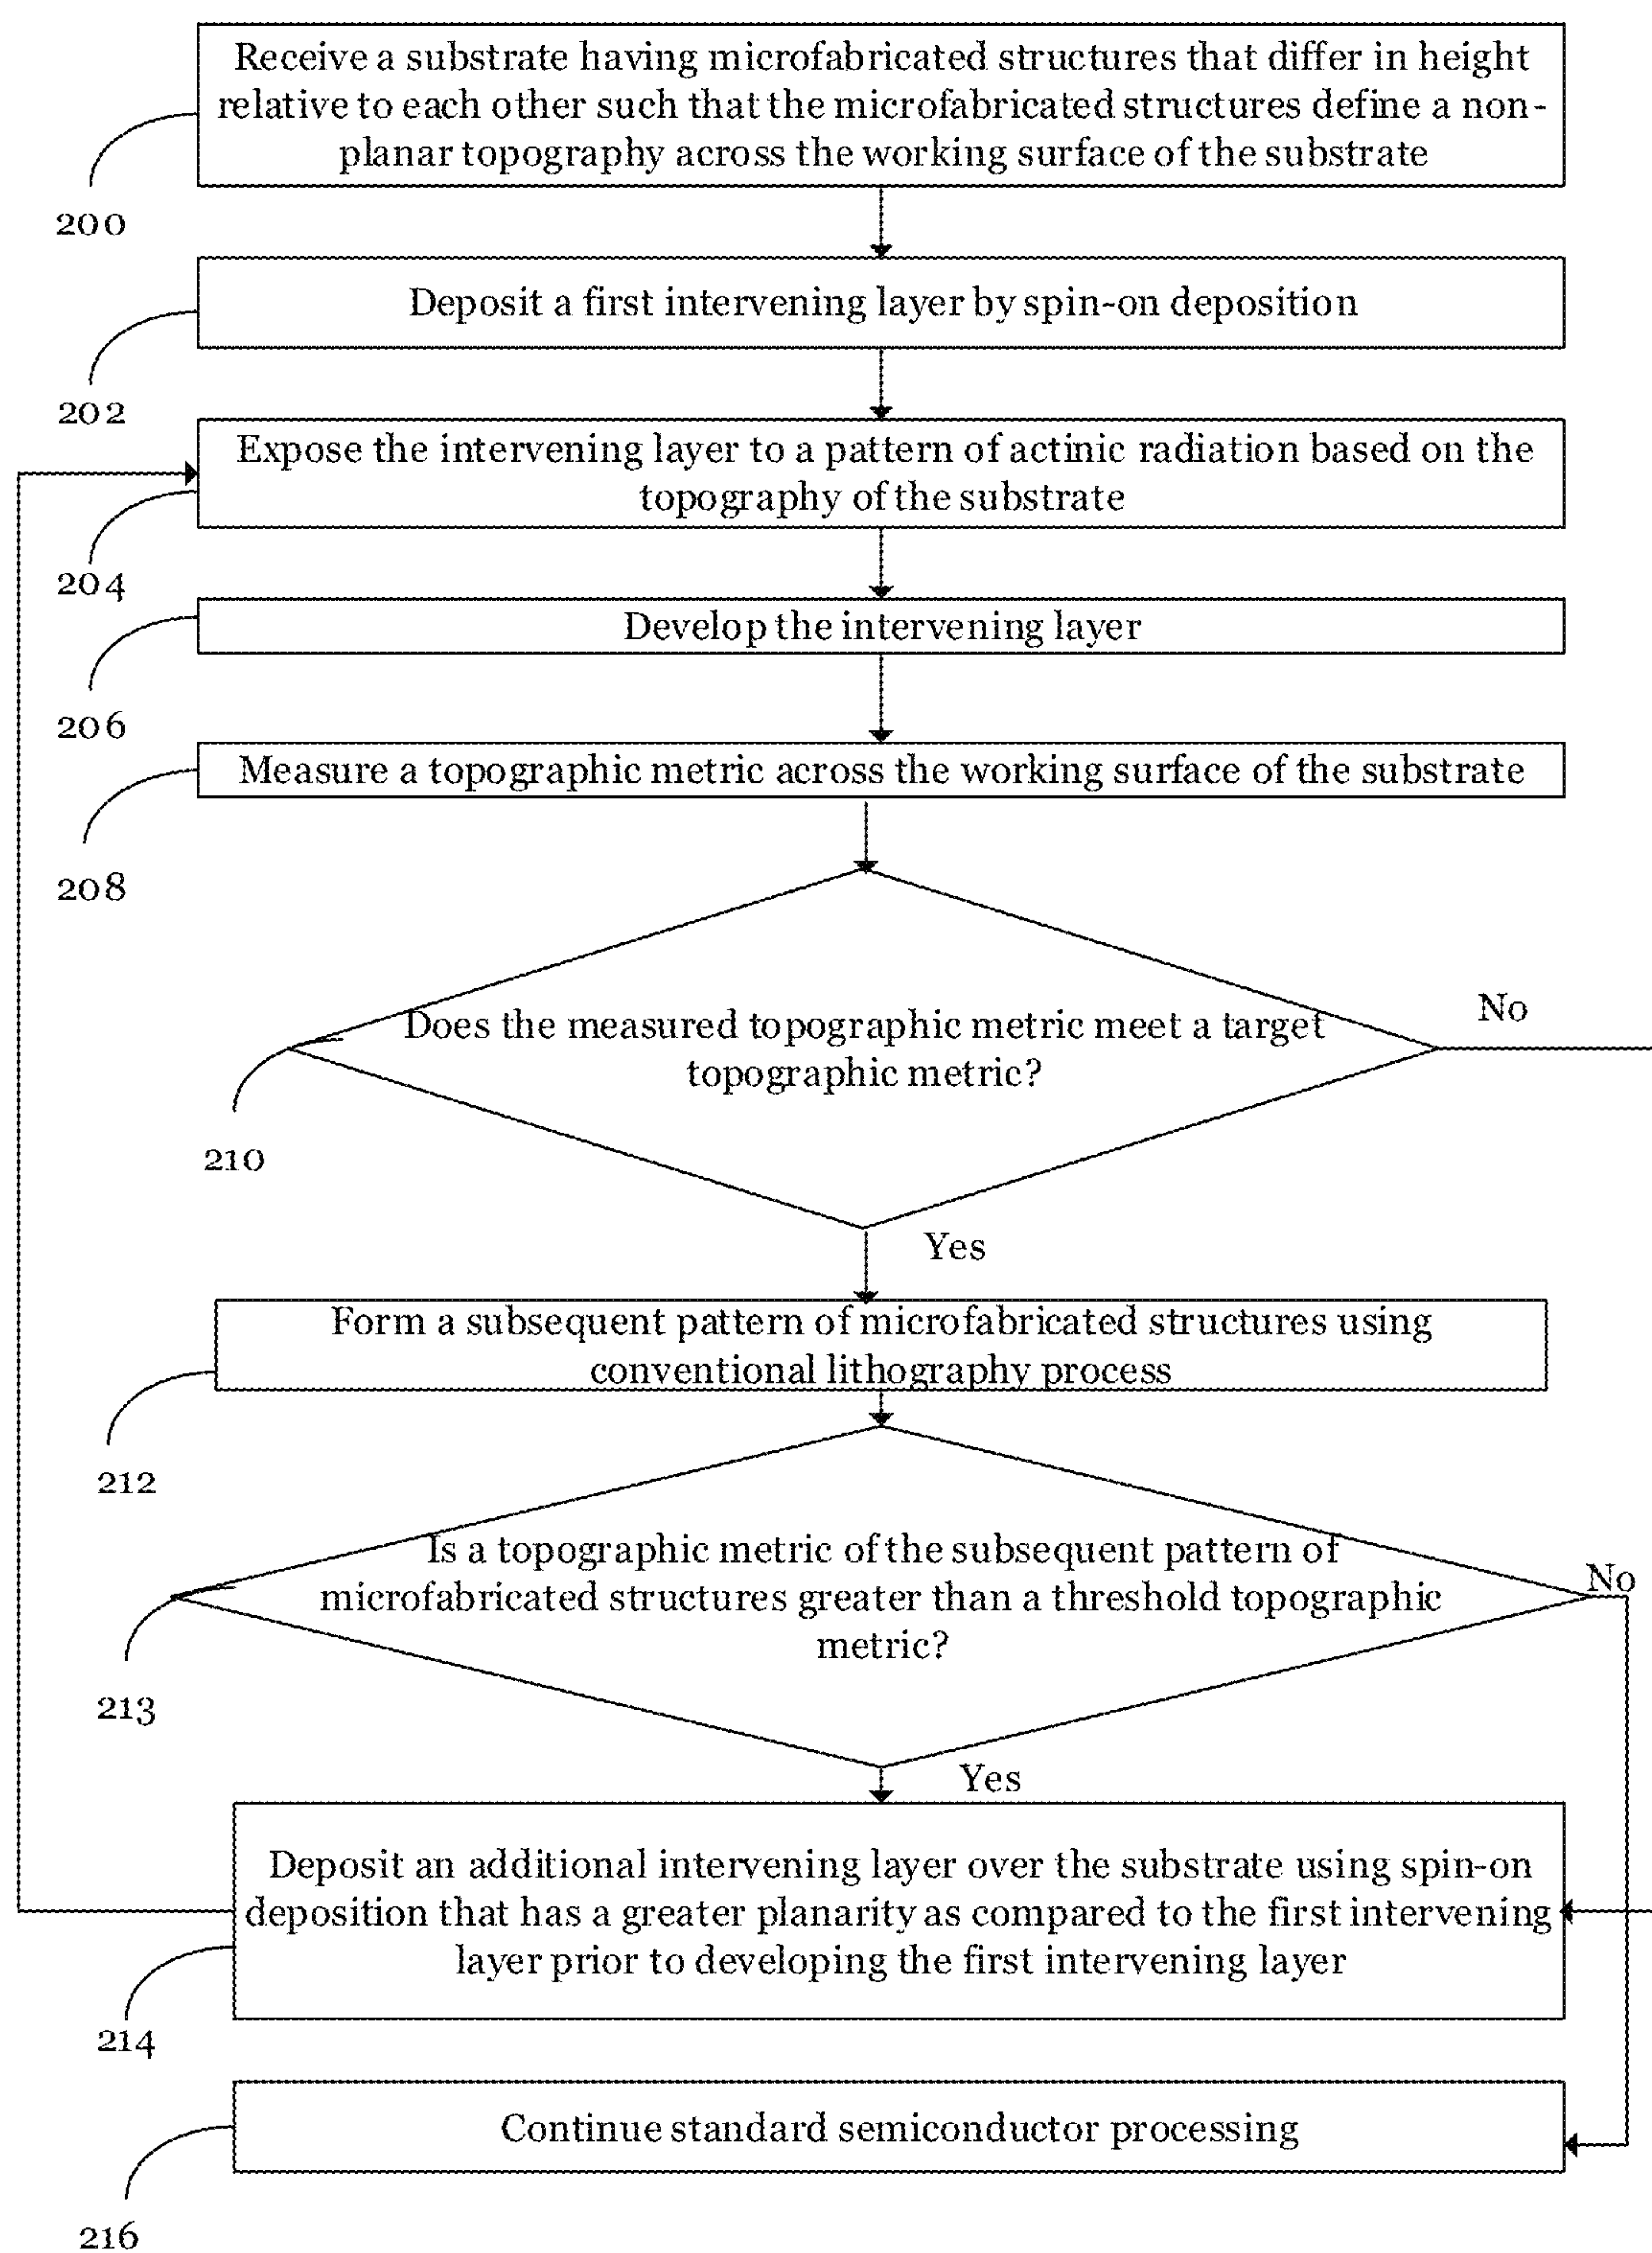 Receive a substrate having microfabricated structures that differ in height
relative to each other such that the microfabricated structures define a non-
planar topography across the working surface of the substrate
200
Deposit a first intervening layer by spin-on deposition
202
Expose the intervening layer to a pattern of actinic radiation based on the
topography of the substrate
204
Develop the intervening layer
206
Measure a topographic metric across the working surface of the substrate
208
Does the measured topographic metric meet a target
topographic metric?
No
210
Yes
Form a subsequent pattern of microfabricated structures using
conventional lithography process
212
Is a topographic metric of the subsequent pattern of
microfabricated structures greater than a threshold topographic
metric?
No
213
Yes
Deposit an additional intervening layer over the substrate using spin-on
deposition that has a greater planarity as compared to the first intervening
layer prior to developing the first intervening layer
214
Continue standard semiconductor processing
216